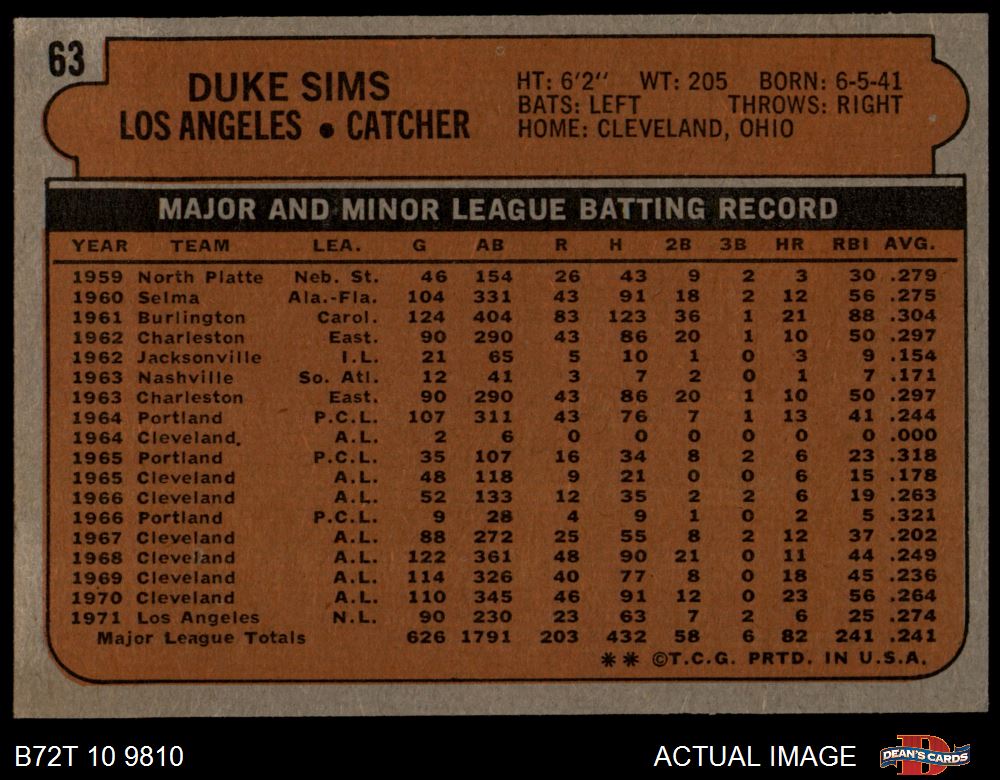 63
DUKE SIMS
LOS ANGELES • CATCHER
HT: 6'2" WT: 205 BORN: 6-5-41
BATS: LEFT THROWS: RIGHT
HOME: CLEVELAND, OHIO
MAJOR AND MINOR LEAGUE BATTING RECORD
YEAR TEAM LEA. G AB R H 2B 3B HR RBI AVG.
1959 North Platte Neb. St. 46 154 26 43 9 2 3 30 .279
1960 Selma Ala.-Fla. 104 331 43 91 18 2 12 56 .275
1961 Burlington Carol. 124 404 83 123 36 1 21 88 .304
1962 Charleston East. 90 290 43 86 20 1 10 50 .297
1962 Jacksonville I.L. 21 65 5 10 1 0 3 9 .154
1963 Nashville So. Atl. 12 41 3 7 2 0 1 7 .171
1963 Charleston East. 90 290 43 86 20 1 10 50 .297
1964 Portland P.C.L. 107 311 43 76 7 1 13 41 .244
1964 Cleveland. A.L. 2 6 0 0 0 0 0 0 .000
1965 Portland P.C.L. 35 107 16 34 8 2 6 23 .318
1965 Cleveland A.L. 48 118 9 21 0 0 6 15 .178
1966 Cleveland A.L. 52 133 12 35 2 2 6 19 .263
1966 Portland P.C.L. 9 28 4 9 1 0 2 5 .321
1967 Cleveland A.L. 88 272 25 55 8 2 12 37 .202
1968 Cleveland A.L. 122 361 48 90 21 0 11 44 .249
1969 Cleveland A.L. 114 326 40 77 8 0 18 45 .236
1970 Cleveland A.L. 110 345 46 91 12 0 23 56 .264
1971 Los Angeles N.L. 90 230 23 63 7 2 6 25 .274
Major League Totals 626 1791 203 432 58 6 82 241 .241
** ©T.C.G. PRTD. IN U.S.A.
B72T 10 9810
ACTUAL IMAGE
D
DEAN'S CARDS